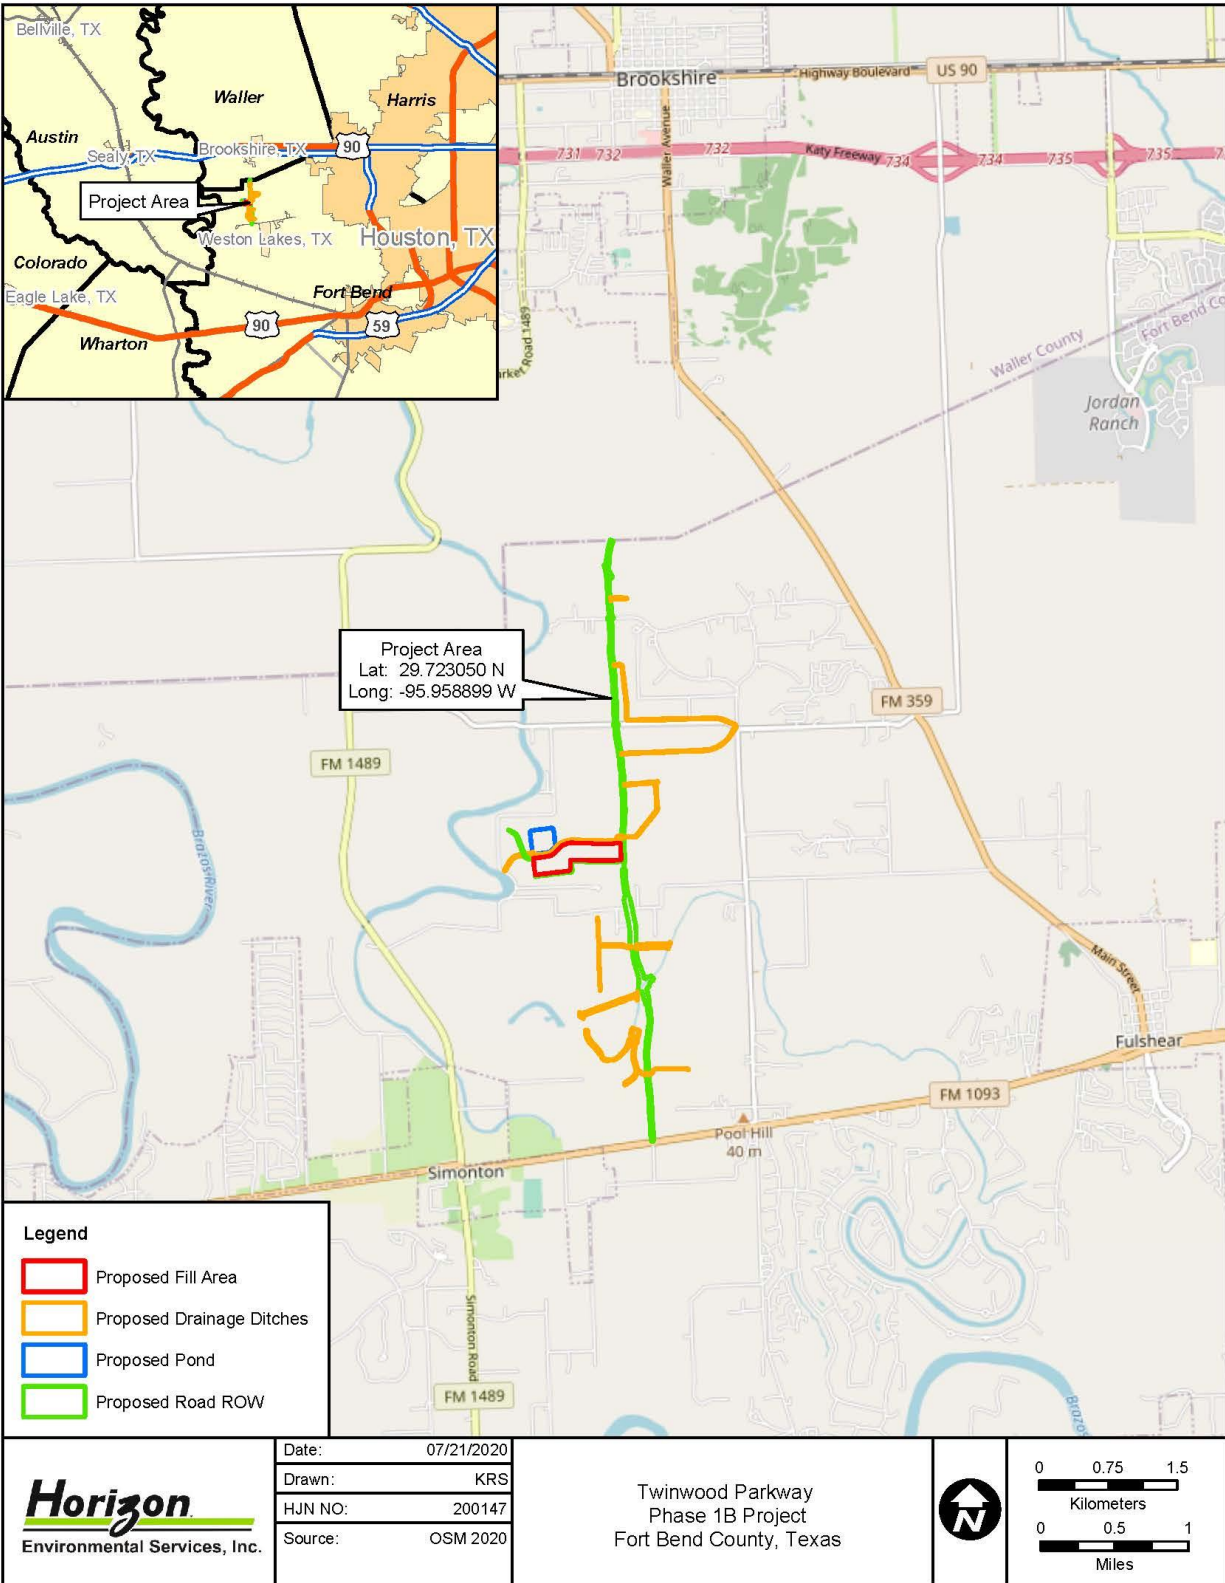 Bellville, TX
Waller
Harris
Austin
Sealy, TX
Brookshire, TX
90
Project Area
Weston Lakes, TX
Houston, TX
Colorado
Eagle Lake, TX
Fort Bend
90
59
Wharton
Brookshire
Highway Boulevard
US 90
731
732
732
Katy Freeway
734
734
735
735
Waller Avenue
Road 1489
Waller County
Fort Bend
Jordan
Ranch
Project Area
Lat: 29.723050 N
Long: -95.958899 W
FM 359
FM 1489
Brazos River
Main Street
Fulshear
FM 1093
Pool Hill
40 m
Simonton
Simonton Road
FM 1489
Brazos
Legend
Proposed Fill Area
Proposed Drainage Ditches
Proposed Pond
Proposed Road ROW
Horizon
Environmental Services, Inc.
Date: 07/21/2020
Drawn: KRS
HJN NO: 200147
Source: OSM 2020
Twinwood Parkway
Phase 1B Project
Fort Bend County, Texas
N
0 0.75 1.5
Kilometers
0 0.5 1
Miles